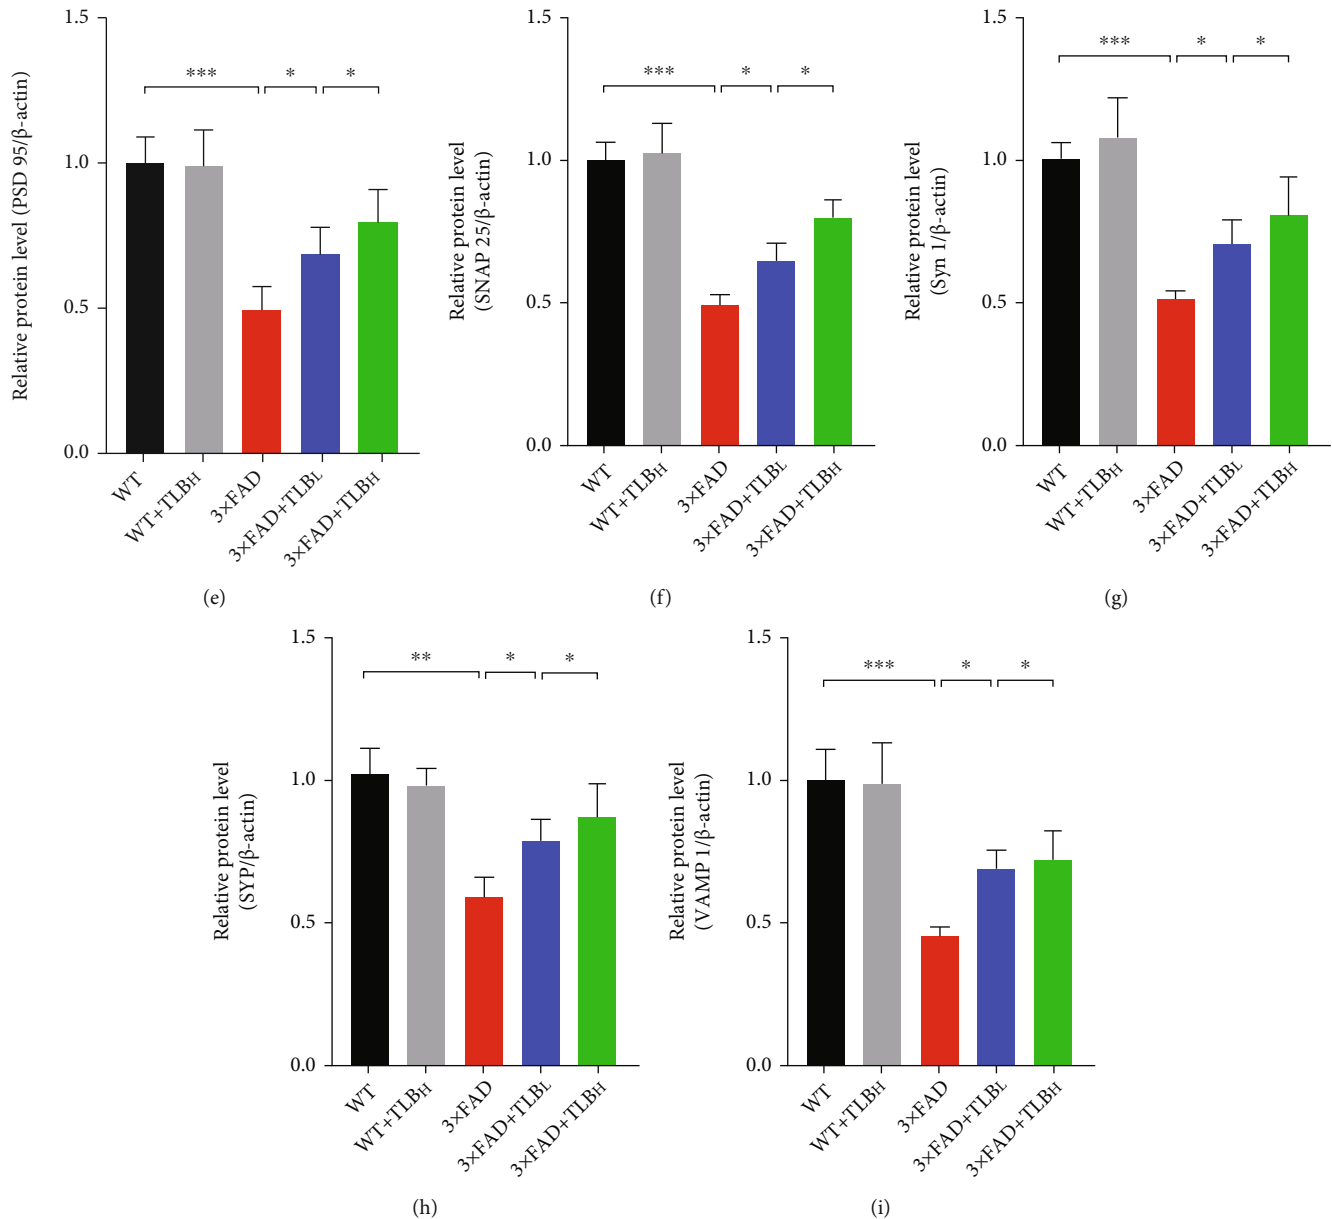 1.5
1.0
0.5
0.0
Relative protein level (PSD 95/β-actin)
***
*
*
WT
WT+TLBH
3×FAD
3×FAD+TLBL
3×FAD+TLBH
(e)
1.5
1.0
0.5
0.0
Relative protein level
(SNAP 25/β-actin)
***
*
*
WT
WT+TLBH
3×FAD
3×FAD+TLBL
3×FAD+TLBH
(f)
1.5
1.0
0.5
0.0
Relative protein level
(Syn 1/β-actin)
***
*
*
WT
WT+TLBH
3×FAD
3×FAD+TLBL
3×FAD+TLBH
(g)
1.5
1.0
0.5
0.0
Relative protein level
(SYP/β-actin)
**
*
*
WT
WT+TLBH
3×FAD
3×FAD+TLBL
3×FAD+TLBH
(h)
1.5
1.0
0.5
0.0
Relative protein level
(VAMP 1/β-actin)
***
*
*
WT
WT+TLBH
3×FAD
3×FAD+TLBL
3×FAD+TLBH
(i)